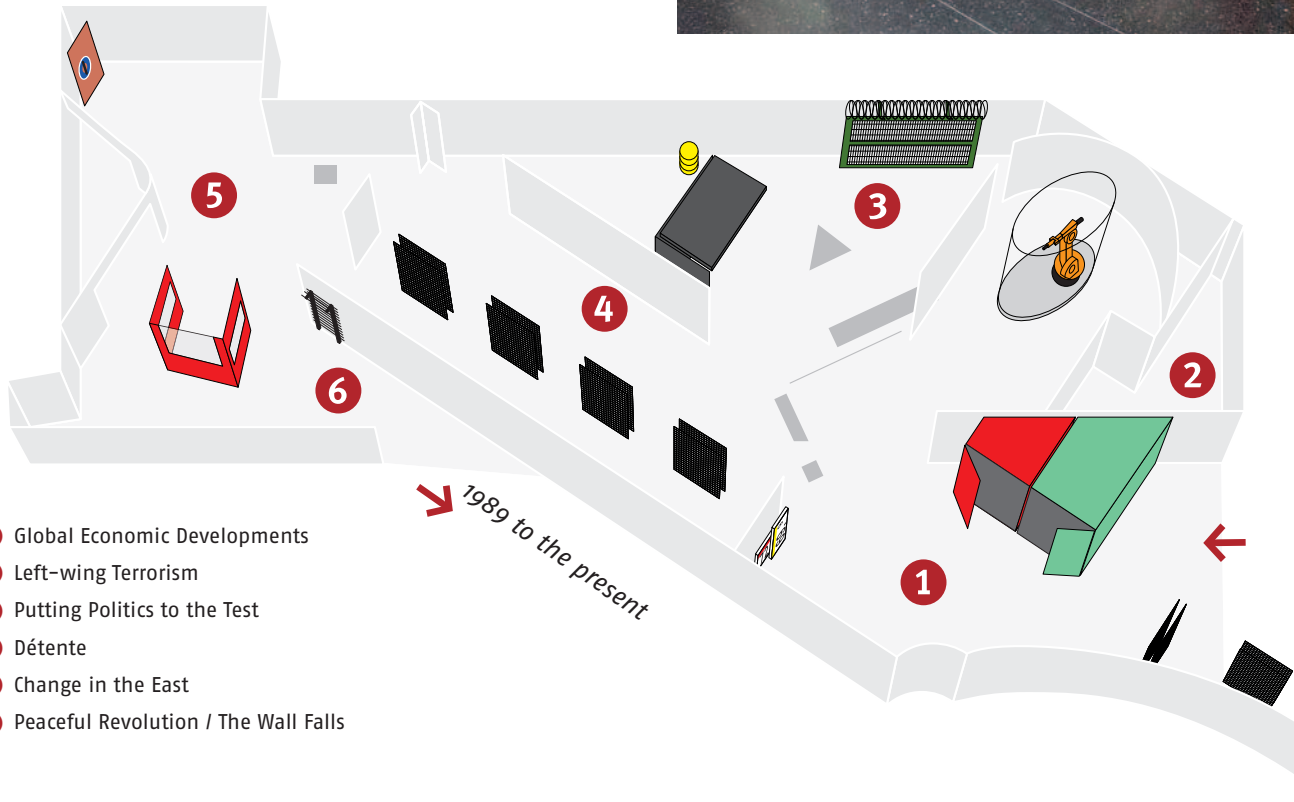 5
3
4
2
6
1989 to the present
1
Global Economic Developments
Left-wing Terrorism
Putting Politics to the Test
Détente
Change in the East
Peaceful Revolution / The Wall Falls